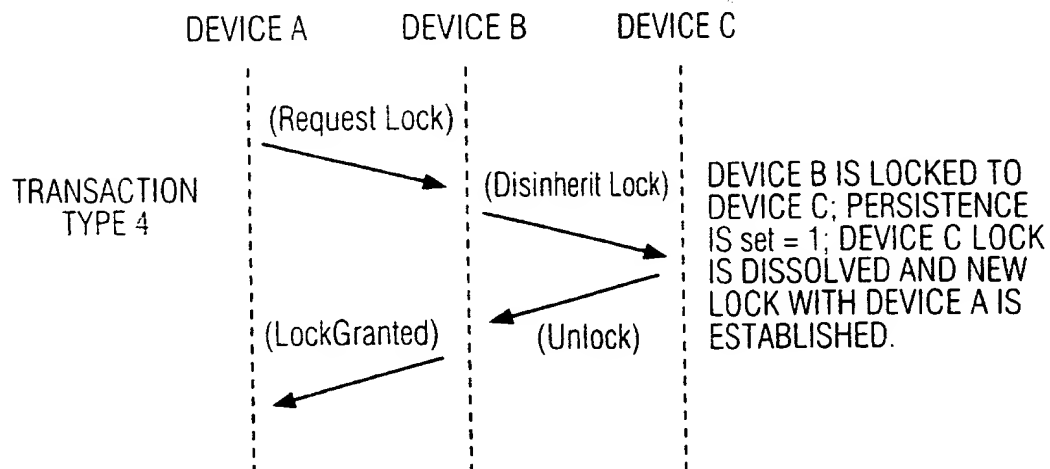 DEVICE A DEVICE B DEVICE C
(Request Lock)
TRANSACTION
TYPE 4
(Disinherit Lock)
DEVICE B IS LOCKED TO
DEVICE C; PERSISTENCE
IS set = 1; DEVICE C LOCK
IS DISSOLVED AND NEW
LOCK WITH DEVICE A IS
ESTABLISHED.
(LockGranted)
(Unlock)